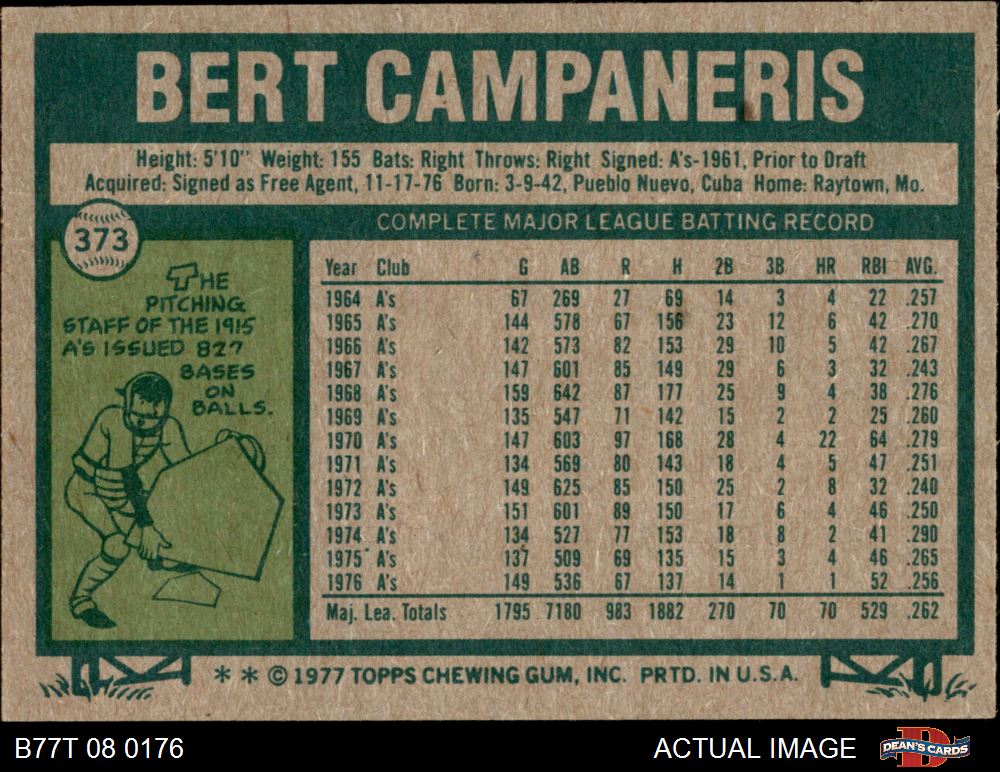 BERT CAMPANERIS
Height: 5'10" Weight: 155 Bats: Right Throws: Right Signed: A's-1961, Prior to Draft
Acquired: Signed as Free Agent, 11-17-76 Born: 3-9-42, Pueblo Nuevo, Cuba Home: Raytown, Mo.
373
THE
PITCHING
STAFF OF THE 1915
A'S ISSUED 827
BASES
ON
BALLS.
COMPLETE MAJOR LEAGUE BATTING RECORD
Year Club G AB R H 2B 3B HR RBI AVG.
1964 A's 67 269 27 69 14 3 4 22 .257
1965 A's 144 578 67 156 23 12 6 42 .270
1966 A's 142 573 82 153 29 10 5 42 .267
1967 A's 147 601 85 149 29 6 3 32 .243
1968 A's 159 642 87 177 25 9 4 38 .276
1969 A's 135 547 71 142 15 2 2 25 .260
1970 A's 147 603 97 168 28 4 22 64 .279
1971 A's 134 569 80 143 18 4 5 47 .251
1972 A's 149 625 85 150 25 2 8 32 .240
1973 A's 151 601 89 150 17 6 4 46 .250
1974 A's 134 527 77 153 18 8 2 41 .290
1975 A's 137 509 69 135 15 3 4 46 .265
1976 A's 149 536 67 137 14 1 1 52 .256
Maj. Lea. Totals 1795 7180 983 1882 270 70 70 529 .262
* * © 1977 TOPPS CHEWING GUM, INC. PRTD. IN U.S.A.
B77T 08 0176 ACTUAL IMAGE DEAN'S CARDS